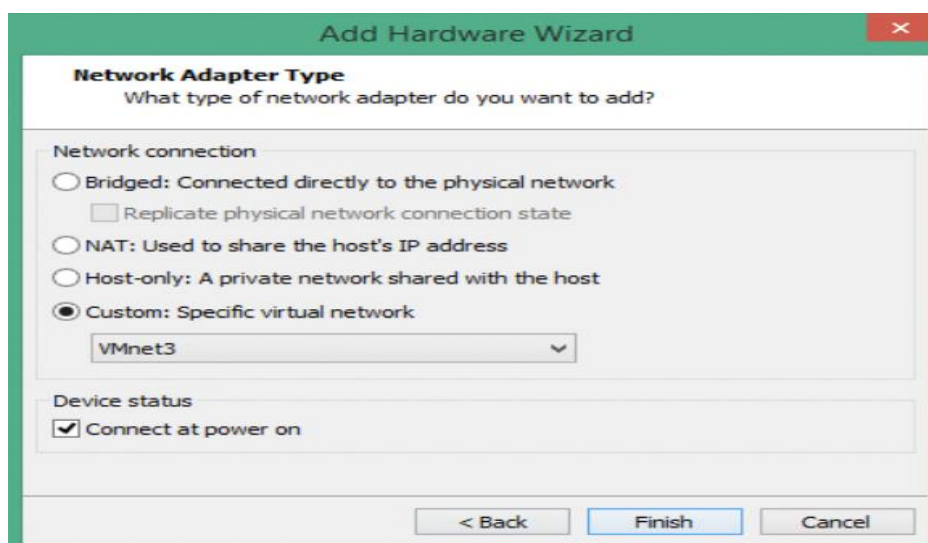 Add Hardware Wizard
Network Adapter Type
What type of network adapter do you want to add?
Network connection
Bridged: Connected directly to the physical network
Replicate physical network connection state
NAT: Used to share the host's IP address
Host-only: A private network shared with the host
Custom: Specific virtual network
VMnet3
Device status
Connect at power on
< Back Finish Cancel